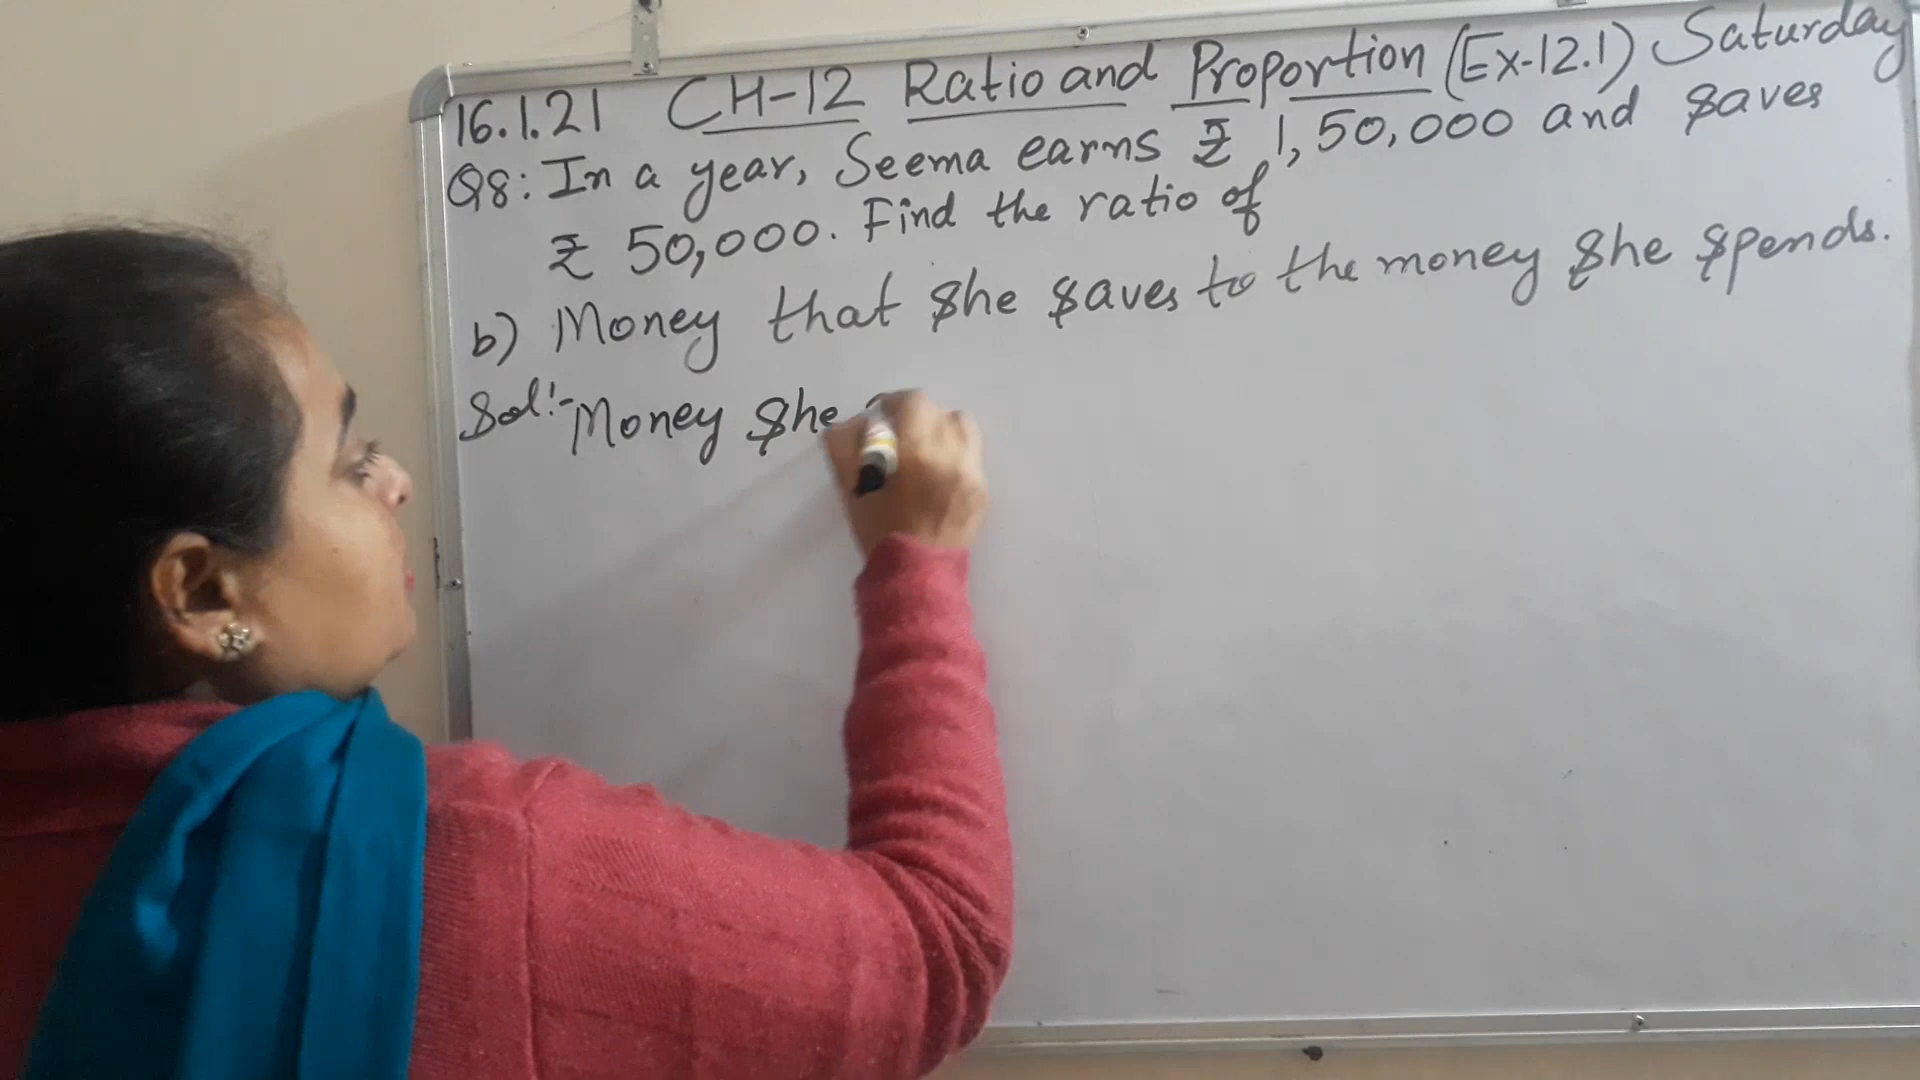 16.1.21 CH-12 Ratio and Proportion (Ex-12.1) Saturday
Q8: In a year, Seema earns ₹ 1,50,000 and saves
₹ 50,000. Find the ratio of
b) Money that she saves to the money she spends.
Sol:- Money she